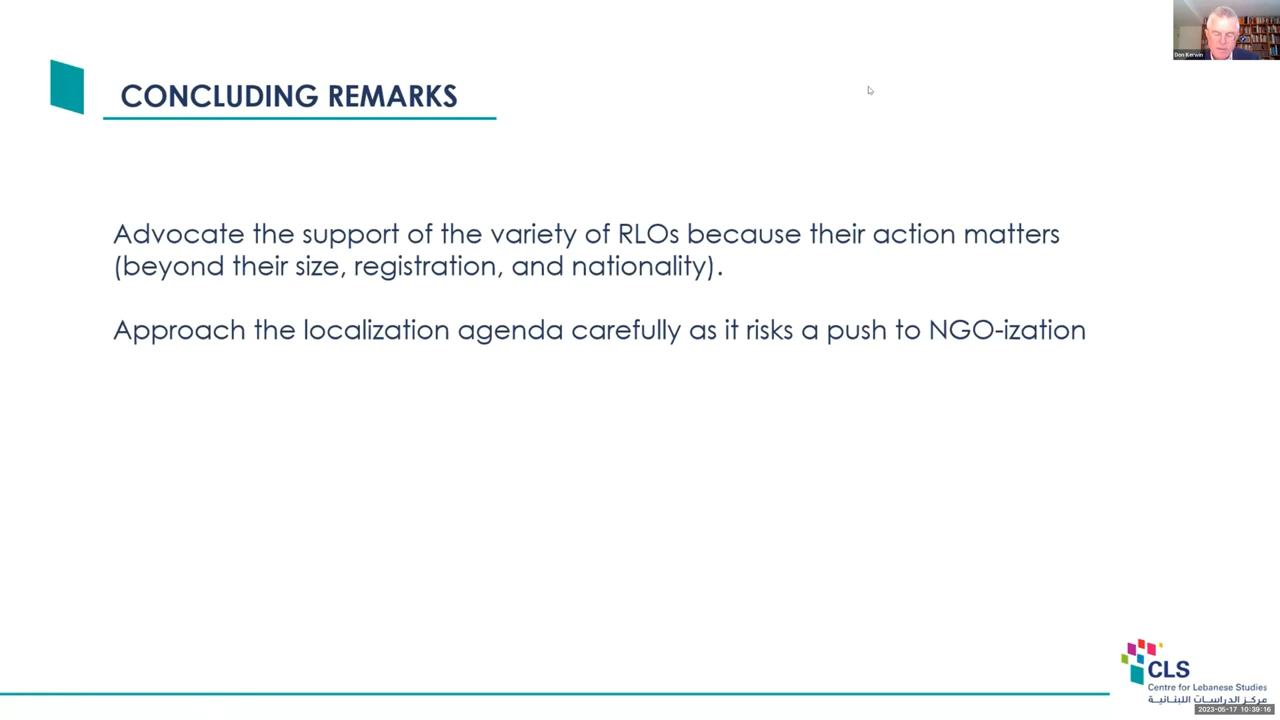 Don Kerwin
CONCLUDING REMARKS
Advocate the support of the variety of RLOs because their action matters
(beyond their size, registration, and nationality).
Approach the localization agenda carefully as it risks a push to NGO-ization
CLS
Centre for Lebanese Studies
مركز الدراسات اللبنانية
2023-05-17 10:39:16